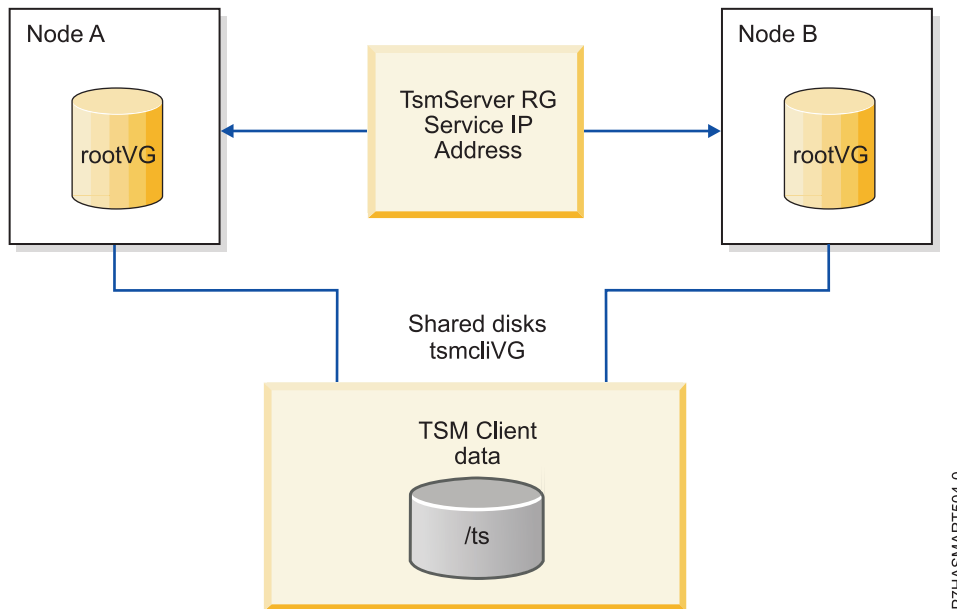 Node A
rootVG
TsmServer RG
Service IP
Address
Node B
rootVG
Shared disks
tsmcliVG
TSM Client
data
/ts